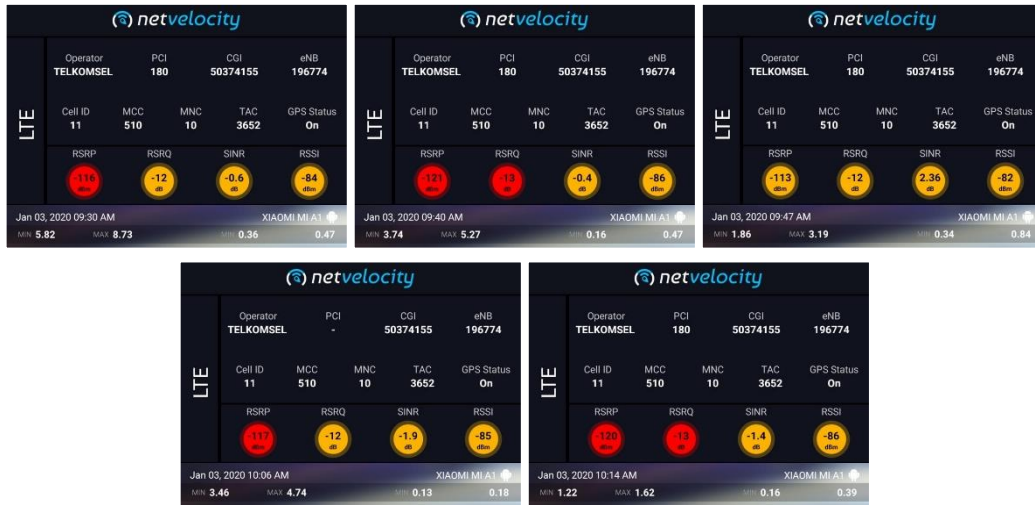 netvelocity
Operator PCI CGI eNB
TELKOMSEL 180 50374155 196774
LTE
Cell ID MCC MNC TAC GPS Status
11 510 10 3652 On
RSRP RSRQ SINR RSSI
-116 -12 -0.6 -84
dBm dB dB dBm
Jan 03, 2020 09:30 AM XIAOMI MI A1
MIN 5.82 MAX 8.73 MIN 0.36 0.47
netvelocity
Operator PCI CGI eNB
TELKOMSEL 180 50374155 196774
LTE
Cell ID MCC MNC TAC GPS Status
11 510 10 3652 On
RSRP RSRQ SINR RSSI
-121 -13 -0.4 -86
dBm dB dB dBm
Jan 03, 2020 09:40 AM XIAOMI MI A1
MIN 3.74 MAX 5.27 MIN 0.16 0.47
netvelocity
Operator PCI CGI eNB
TELKOMSEL 180 50374155 196774
LTE
Cell ID MCC MNC TAC GPS Status
11 510 10 3652 On
RSRP RSRQ SINR RSSI
-113 -12 2.36 -82
dBm dB dB dBm
Jan 03, 2020 09:47 AM XIAOMI MI A1
MIN 1.86 MAX 3.19 MIN 0.34 0.84
netvelocity
Operator PCI CGI eNB
TELKOMSEL - 50374155 196774
LTE
Cell ID MCC MNC TAC GPS Status
11 510 10 3652 On
RSRP RSRQ SINR RSSI
-117 -12 -1.9 -85
dBm dB dB dBm
Jan 03, 2020 10:06 AM XIAOMI MI A1
MIN 3.46 MAX 4.74 MIN 0.13 0.18
netvelocity
Operator PCI CGI eNB
TELKOMSEL 180 50374155 196774
LTE
Cell ID MCC MNC TAC GPS Status
11 510 10 3652 On
RSRP RSRQ SINR RSSI
-120 -13 -1.4 -86
dBm dB dB dBm
Jan 03, 2020 10:14 AM XIAOMI MI A1
MIN 1.22 MAX 1.62 MIN 0.16 0.39